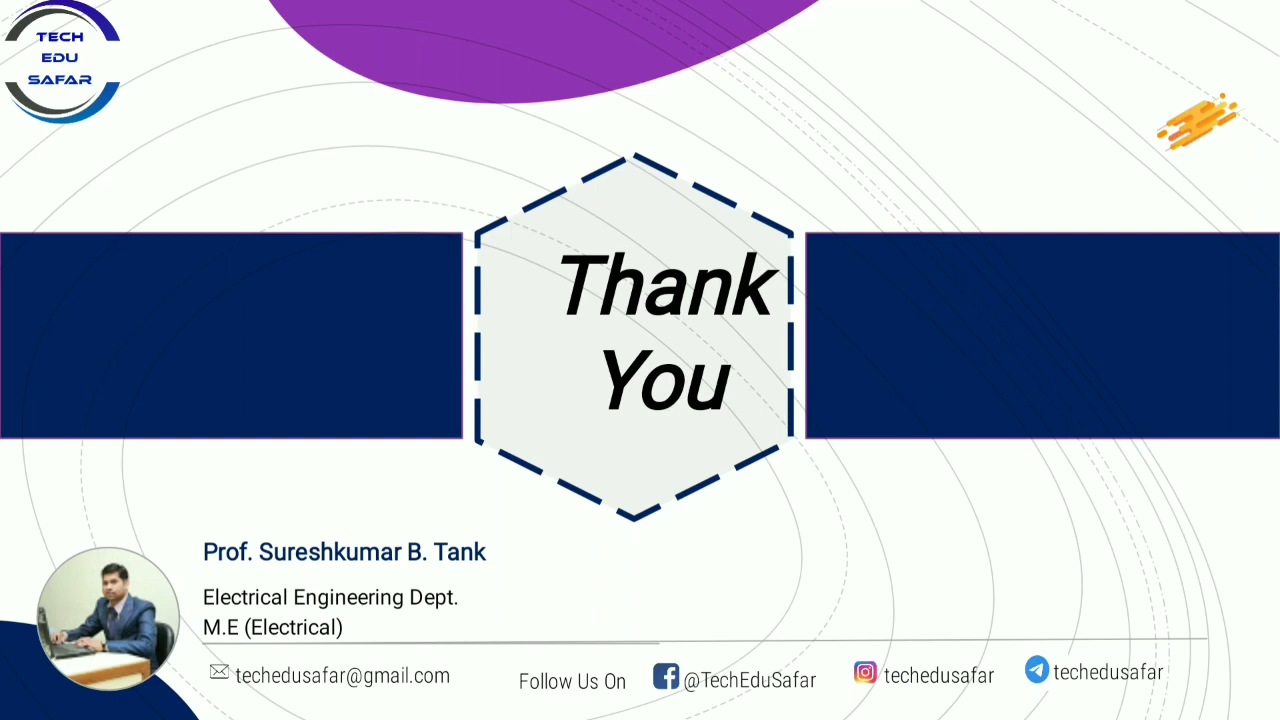 TECH
EDU
SAFAR
Thank
You
Prof. Sureshkumar B. Tank
Electrical Engineering Dept.
M.E (Electrical)
techedusafar@gmail.com
Follow Us On
@TechEduSafar
techedusafar
techedusafar